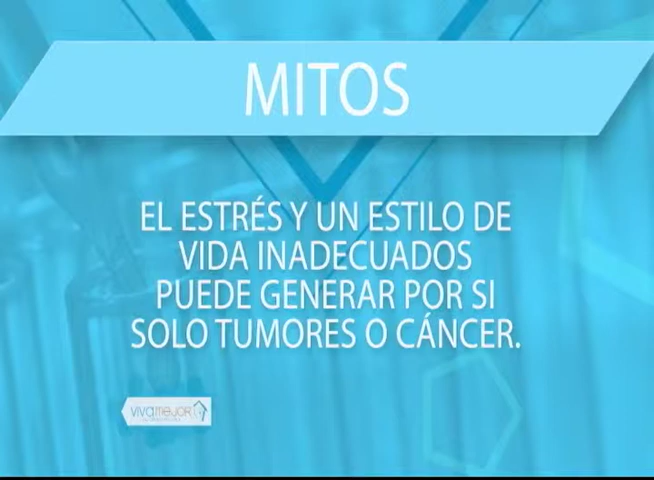 MITOS
EL ESTRÉS Y UN ESTILO DE
VIDA INADECUADOS
PUEDE GENERAR POR SI
SOLO TUMORES O CÁNCER.
vivamejor